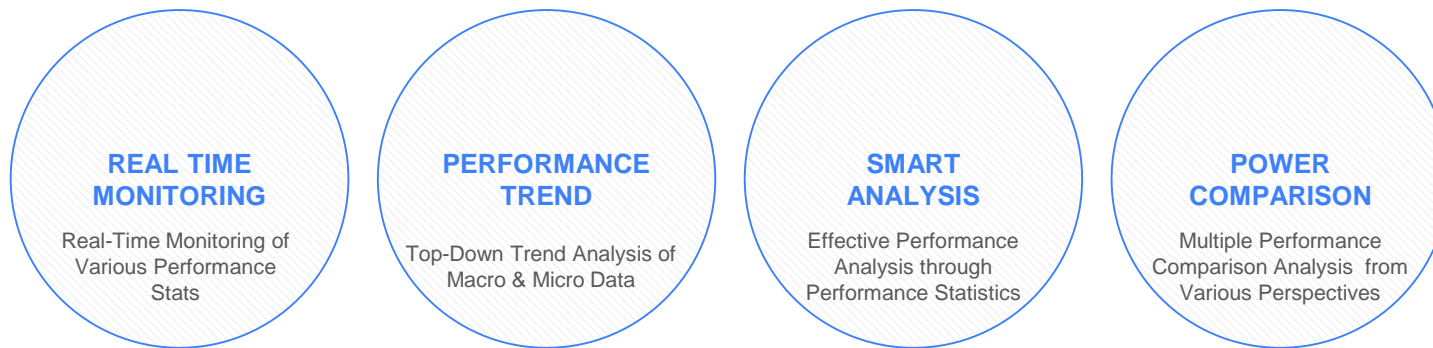 REAL TIME
MONITORING
Real-Time Monitoring of
Various Performance
Stats
PERFORMANCE
TREND
Top-Down Trend Analysis of
Macro & Micro Data
SMART
ANALYSIS
Effective Performance
Analysis through
Performance Statistics
POWER
COMPARISON
Multiple Performance
Comparison Analysis  from
Various Perspectives